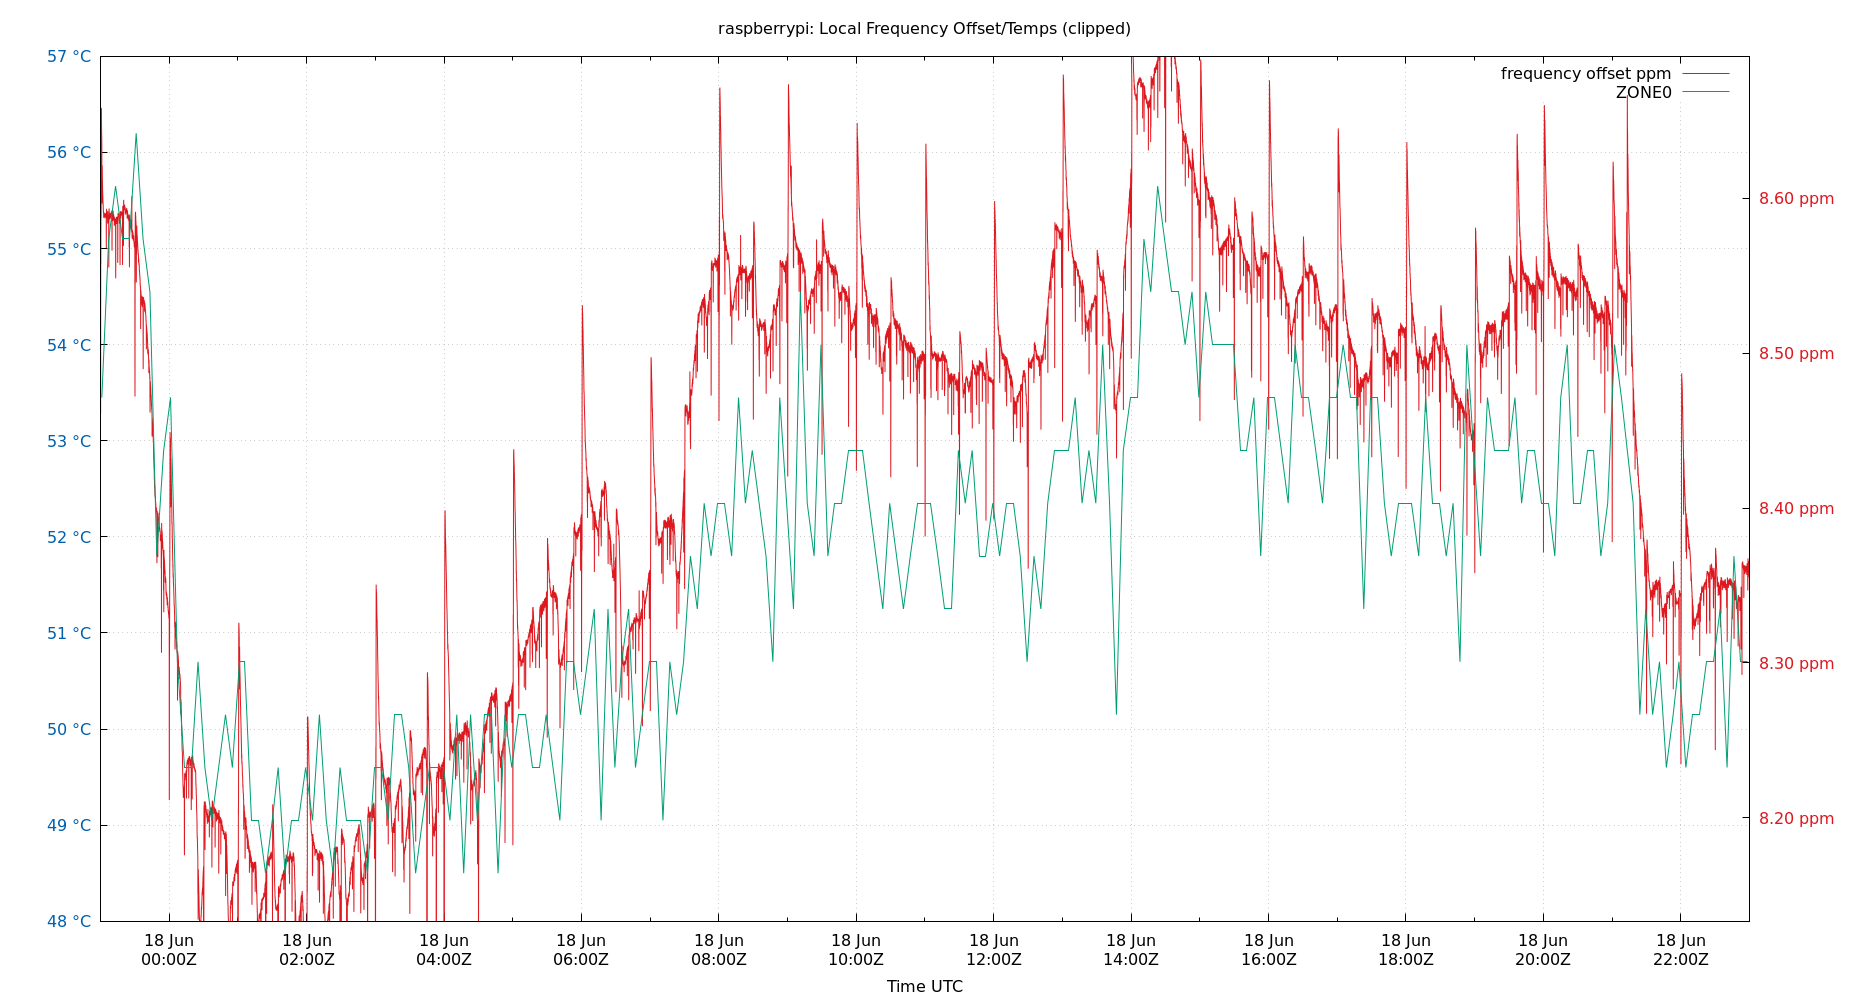 raspberrypi: Local Frequency Offset/Temps (clipped)
57 °C
56 °C
55 °C
54 °C
53 °C
52 °C
51 °C
50 °C
49 °C
48 °C
frequency offset ppm
ZONE0
8.60 ppm
8.50 ppm
8.40 ppm
8.30 ppm
8.20 ppm
18 Jun
00:00Z
18 Jun
02:00Z
18 Jun
04:00Z
18 Jun
06:00Z
18 Jun
08:00Z
18 Jun
10:00Z
18 Jun
12:00Z
18 Jun
14:00Z
18 Jun
16:00Z
18 Jun
18:00Z
18 Jun
20:00Z
18 Jun
22:00Z
Time UTC